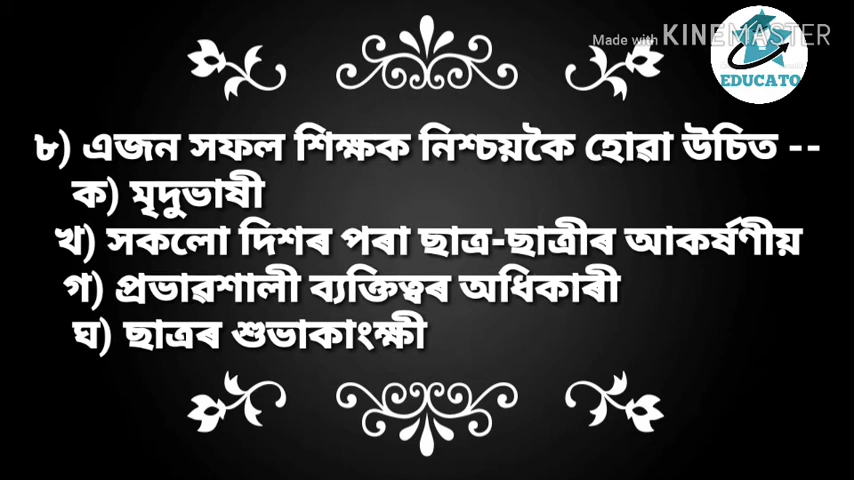 Made with KINEMASTER
EDUCATO
৮) এজন সফল শিক্ষক নিশ্চয়কৈ হোৱা উচিত --
ক) মৃদুভাষী
খ) সকলো দিশৰ পৰা ছাত্ৰ-ছাত্ৰীৰ আকৰ্ষণীয়
গ) প্ৰভাৱশালী ব্যক্তিত্বৰ অধিকাৰী
ঘ) ছাত্ৰৰ শুভাকাংক্ষী